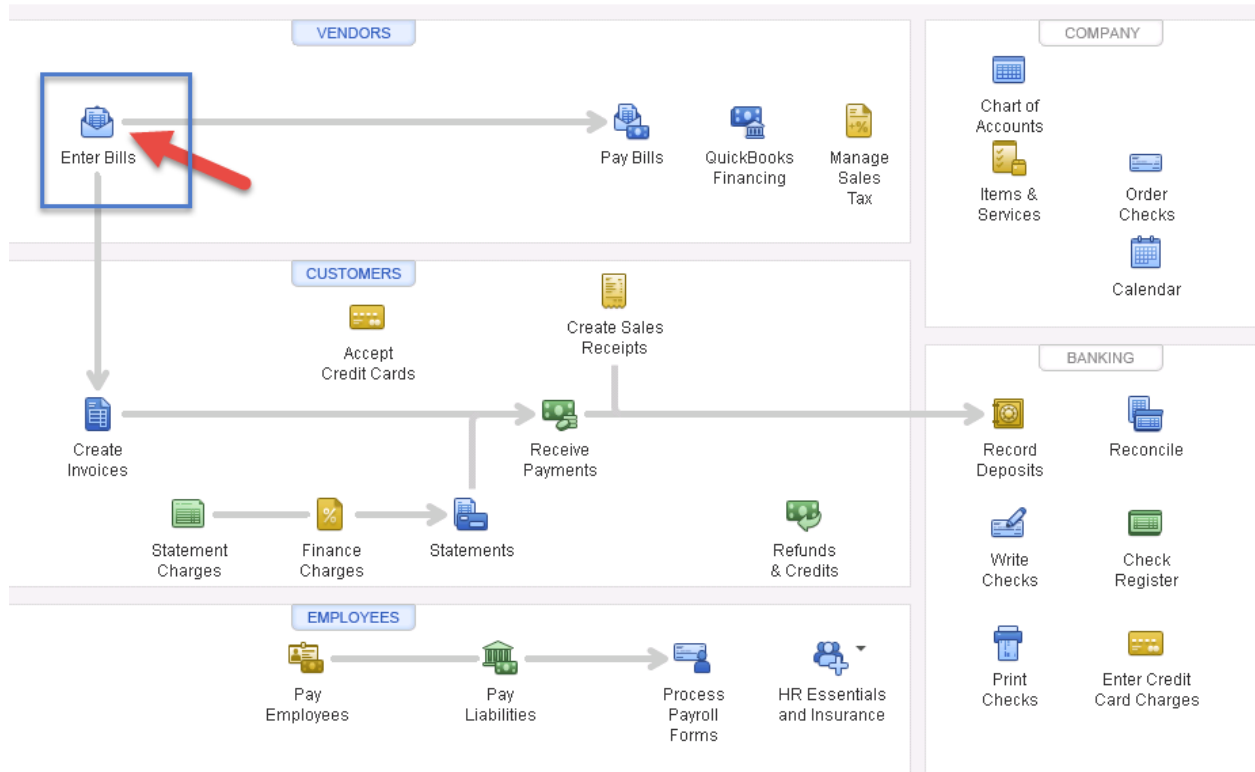 VENDORS
Enter Bills
Pay Bills
QuickBooks
Financing
Manage
Sales
Tax
COMPANY
Chart of
Accounts
Items &
Services
Order
Checks
Calendar
CUSTOMERS
Accept
Credit Cards
Create Sales
Receipts
Create
Invoices
Receive
Payments
Statement
Charges
Finance
Charges
Statements
Refunds
& Credits
BANKING
Record
Deposits
Reconcile
Write
Checks
Check
Register
Print
Checks
Enter Credit
Card Charges
EMPLOYEES
Pay
Employees
Pay
Liabilities
Process
Payroll
Forms
HR Essentials
and Insurance